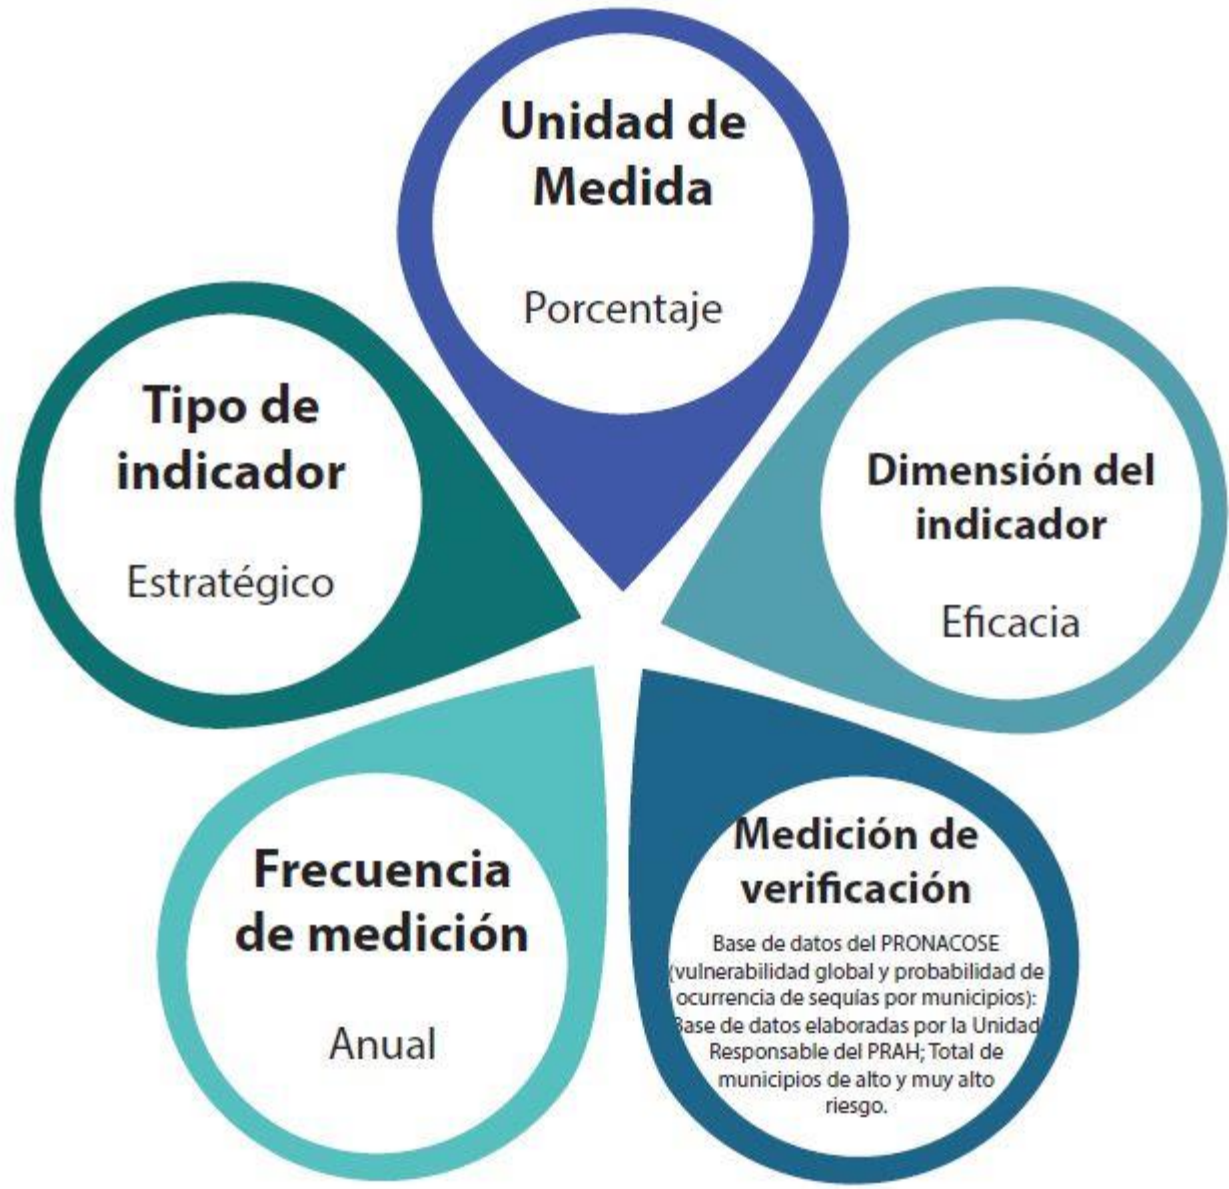 Unidad de
Medida
Porcentaje
Tipo de
indicador
Estratégico
Dimensión del
indicador
Eficacia
Frecuencia
de medición
Anual
Medición de
verificación
Base de datos del PRONACOSE
(vulnerabilidad global y probabilidad de
ocurrencia de sequías por municipios):
Base de datos elaboradas por la Unidad
Responsable del PRAH; Total de
municipios de alto y muy alto
riesgo.